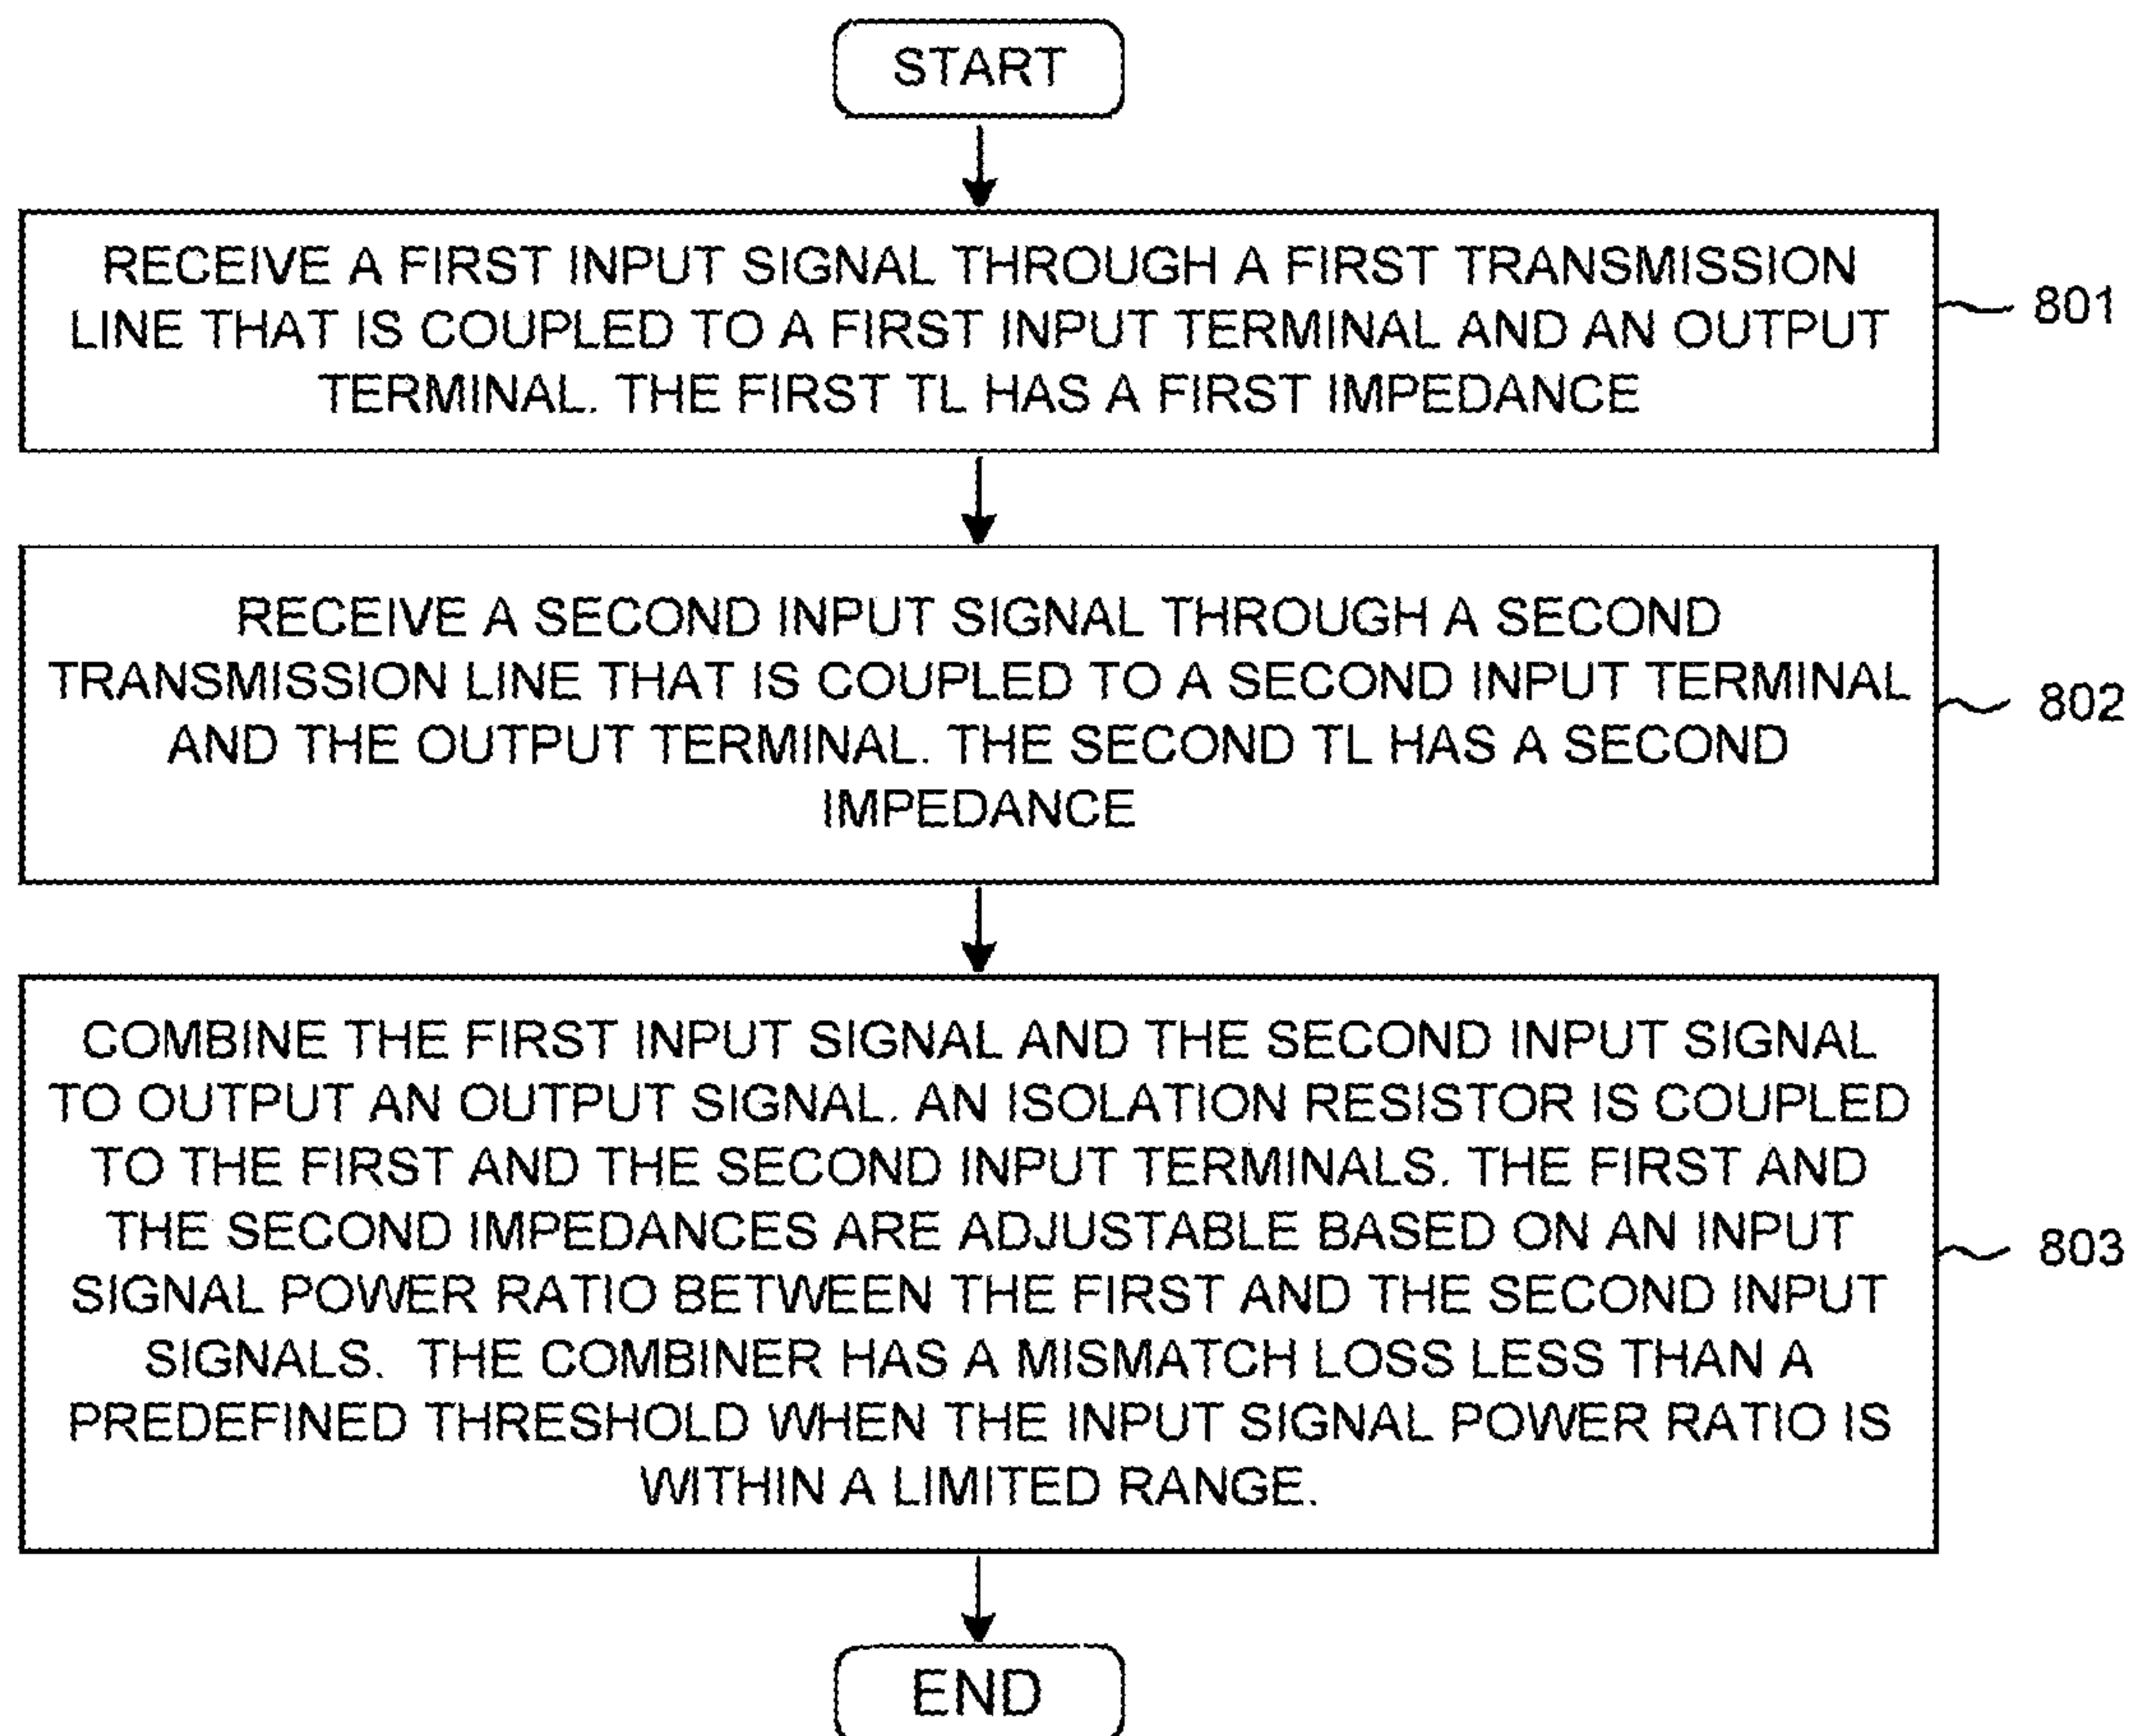 START
RECEIVE A FIRST INPUT SIGNAL THROUGH A FIRST TRANSMISSION
LINE THAT IS COUPLED TO A FIRST INPUT TERMINAL AND AN OUTPUT
TERMINAL. THE FIRST TL HAS A FIRST IMPEDANCE
801
RECEIVE A SECOND INPUT SIGNAL THROUGH A SECOND
TRANSMISSION LINE THAT IS COUPLED TO A SECOND INPUT TERMINAL
AND THE OUTPUT TERMINAL. THE SECOND TL HAS A SECOND
IMPEDANCE
802
COMBINE THE FIRST INPUT SIGNAL AND THE SECOND INPUT SIGNAL
TO OUTPUT AN OUTPUT SIGNAL. AN ISOLATION RESISTOR IS COUPLED
TO THE FIRST AND THE SECOND INPUT TERMINALS. THE FIRST AND
THE SECOND IMPEDANCES ARE ADJUSTABLE BASED ON AN INPUT
SIGNAL POWER RATIO BETWEEN THE FIRST AND THE SECOND INPUT
SIGNALS. THE COMBINER HAS A MISMATCH LOSS LESS THAN A
PREDEFINED THRESHOLD WHEN THE INPUT SIGNAL POWER RATIO IS
WITHIN A LIMITED RANGE.
803
END